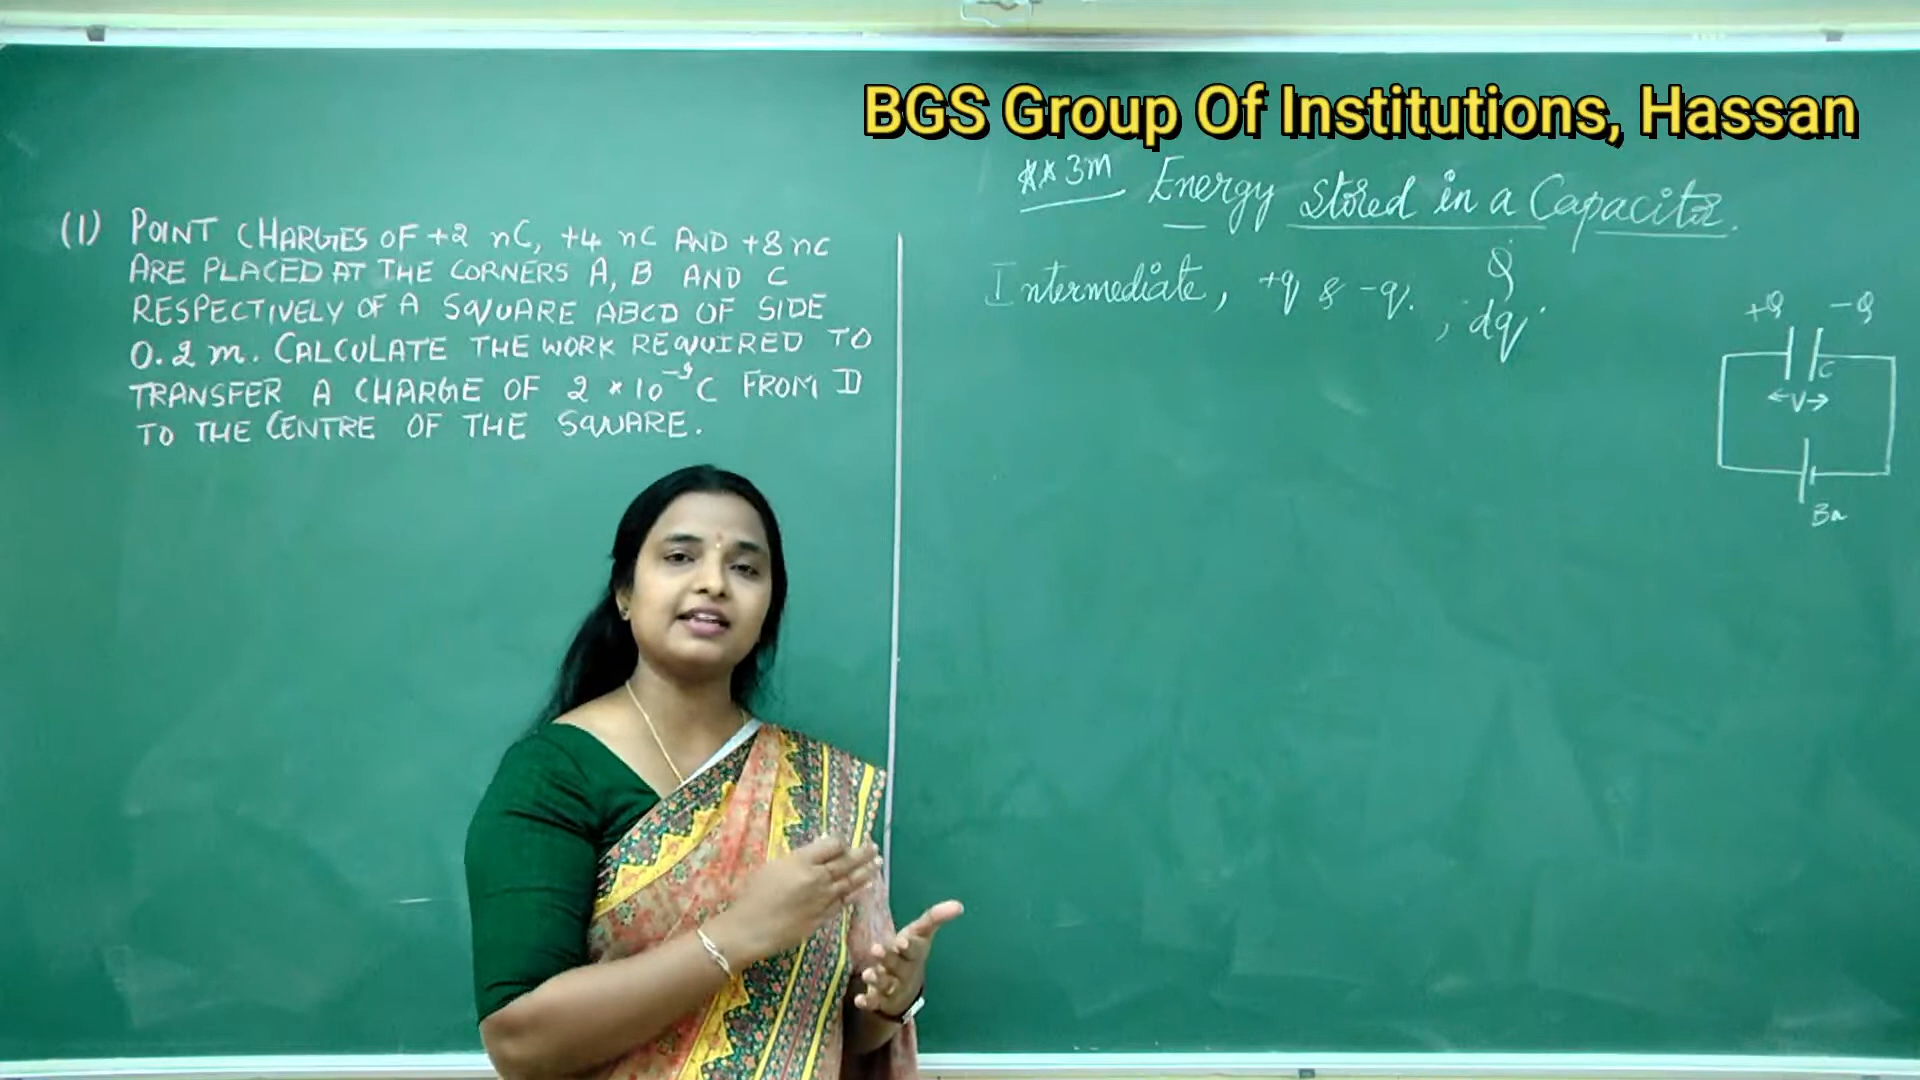 BGS Group Of Institutions, Hassan
(1) POINT CHARGES OF +2 nC, +4 nC AND +8 nC
ARE PLACED AT THE CORNERS A, B AND C
RESPECTIVELY OF A SQUARE ABCD OF SIDE
0.2 m. CALCULATE THE WORK REQUIRED TO
TRANSFER A CHARGE OF 2 * 10⁻⁹ C FROM D
TO THE CENTRE OF THE SQUARE.
** 3m Energy Stored in a Capacitor.
Intermediate, +q & -q. , Q
dq
+Q -Q
C
←V→
Ba